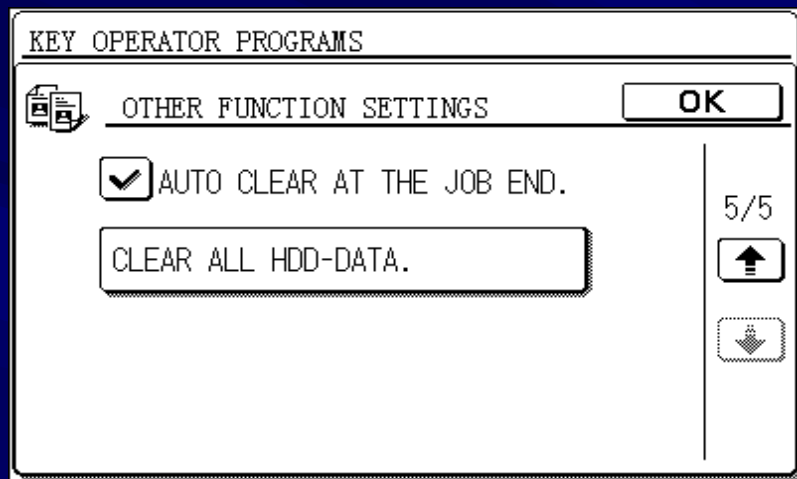 KEY OPERATOR PROGRAMS
OTHER FUNCTION SETTINGS
OK
AUTO CLEAR AT THE JOB END.
5/5
CLEAR ALL HDD-DATA.